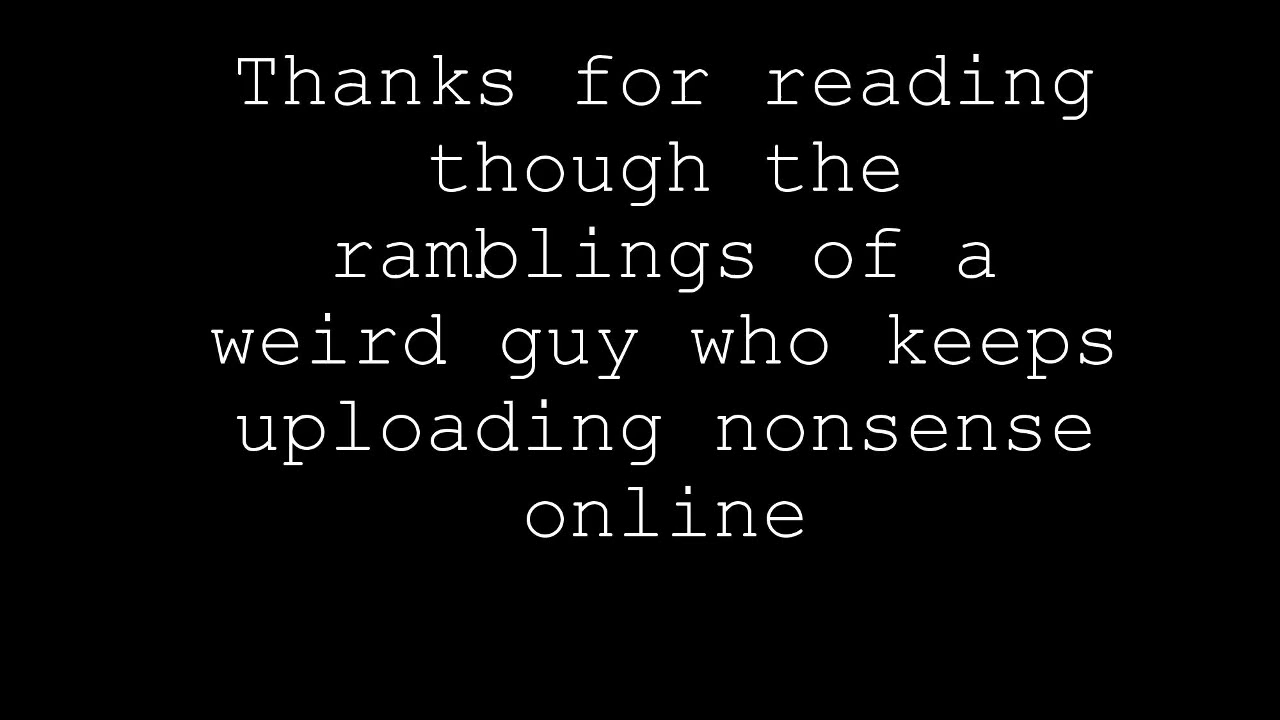 Thanks for reading
though the
ramblings of a
weird guy who keeps
uploading nonsense
online